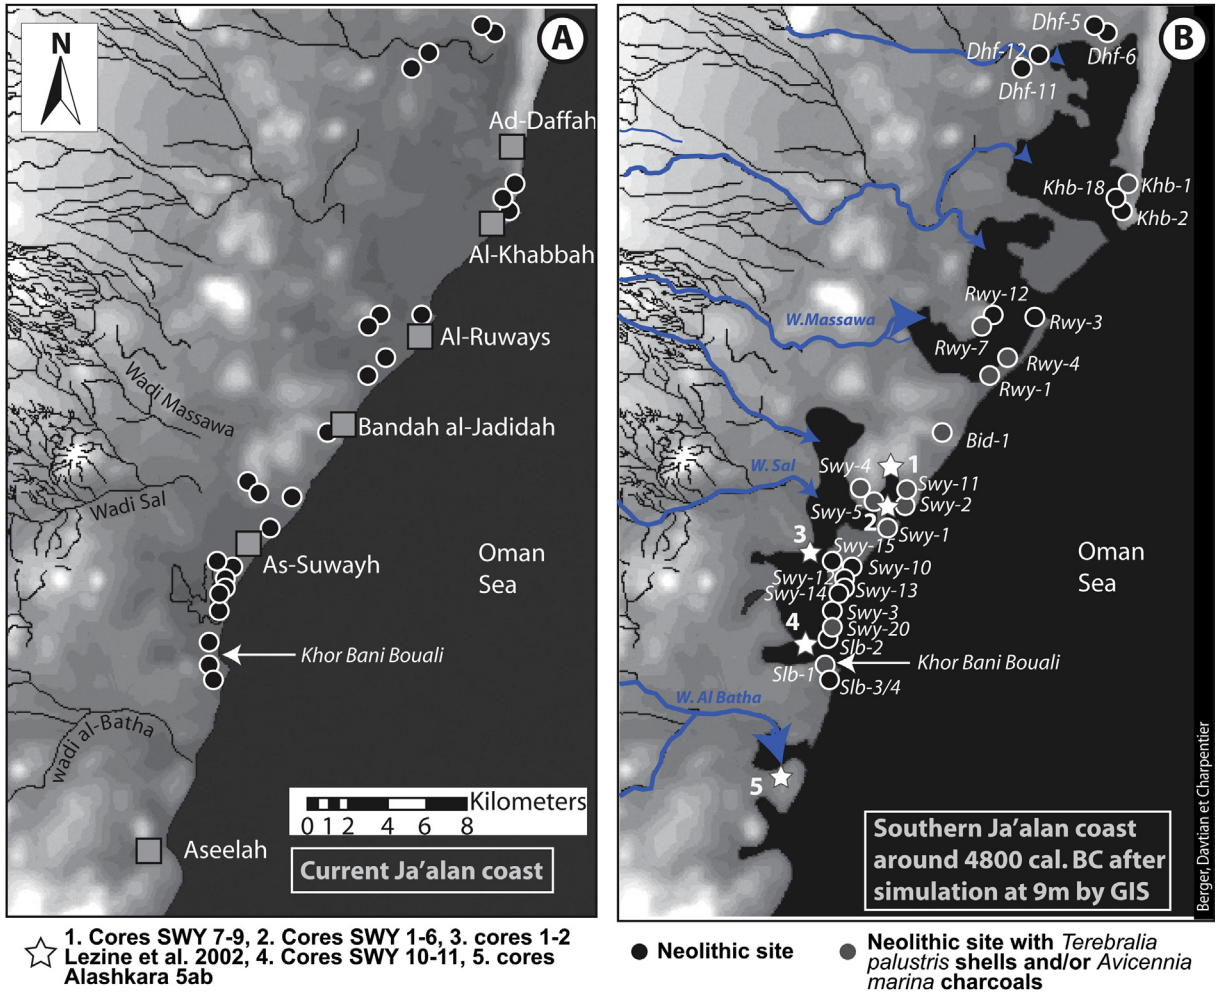 A
N
Ad-Daffah
Al-Khabbah
Al-Ruways
Wadi Massawa
Bandah al-Jadidah
Wadi Sal
As-Suwayh
Oman
Sea
Khor Bani Bouali
wadi al-Batha
Kilometers
0 1 2 4 6 8
Aseelah
Current Ja'alan coast
B
Dhf-5
Dhf-6
Dhf-12
Dhf-11
Khb-18
Khb-1
Khb-2
Rwy-12
W.Massawa
Rwy-3
Rwy-7
Rwy-4
Rwy-1
Bid-1
W. Sal
Swy-4
1
Swy-11
Swy-5
Swy-2
2
Swy-1
3
Swy-15
Swy-10
Swy-12
Swy-14
Swy-13
Swy-3
4
Swy-20
Slb-2
Slb-1
Khor Bani Bouali
Slb-3/4
W. Al Batha
5
Oman
Sea
Southern Ja'alan coast
around 4800 cal. BC after
simulation at 9m by GIS
Berger, Davtian et Charpentier
1. Cores SWY 7-9, 2. Cores SWY 1-6, 3. cores 1-2
Lezine et al. 2002, 4. Cores SWY 10-11, 5. cores
Alashkara 5ab
Neolithic site
Neolithic site with Terebralia
palustris shells and/or Avicennia
marina charcoals